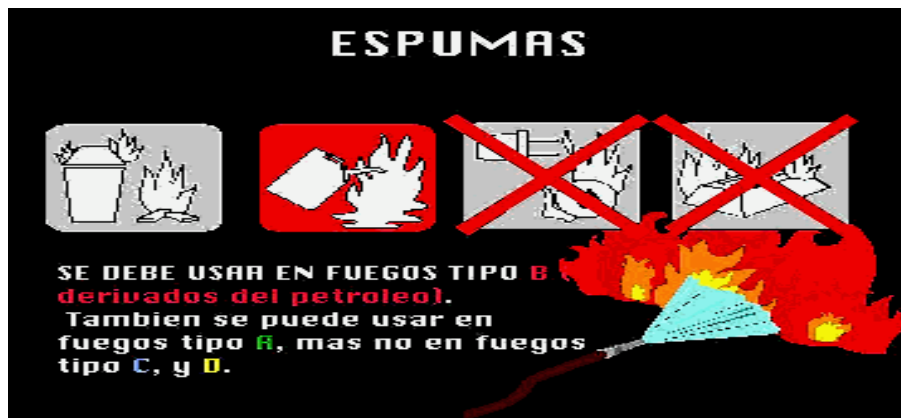 ESPUMAS
SE DEBE USAR EN FUEGOS TIPO B (
derivados del petroleo).
Tambien se puede usar en
fuegos tipo A, mas no en fuegos
tipo C, y D.